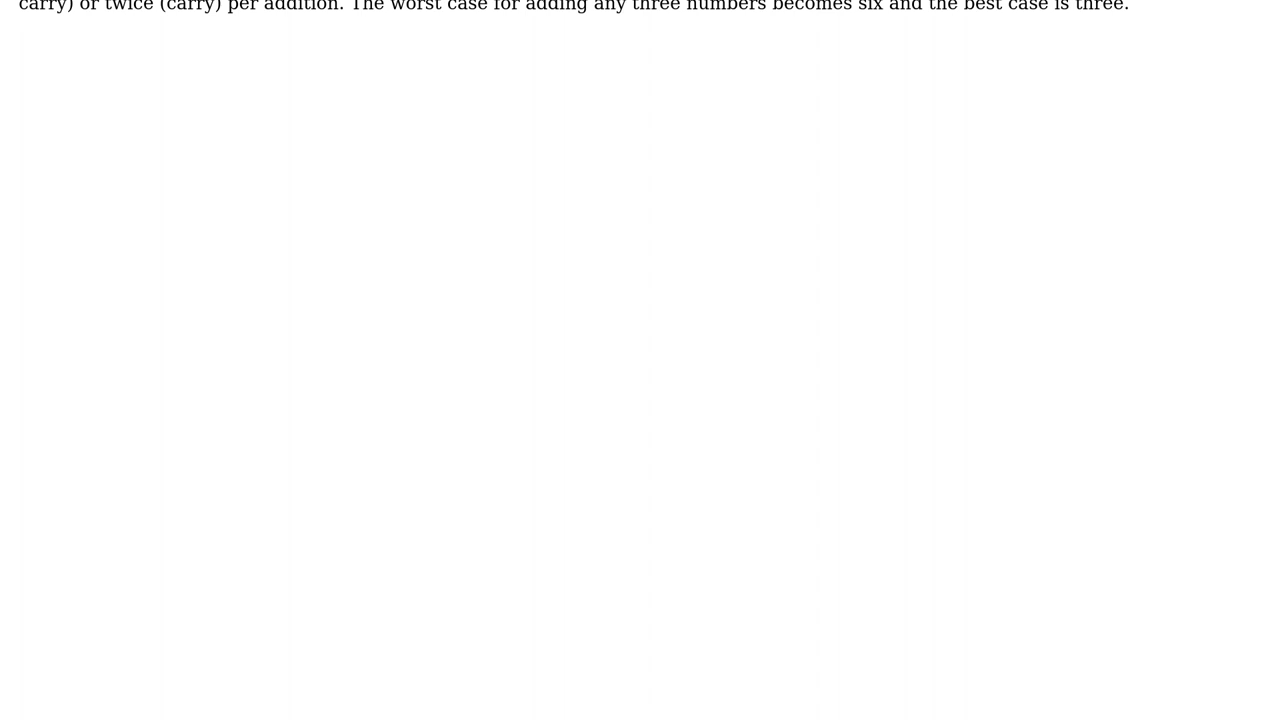 carry) or twice (carry) per addition. The worst case for adding any three numbers becomes six and the best case is three.